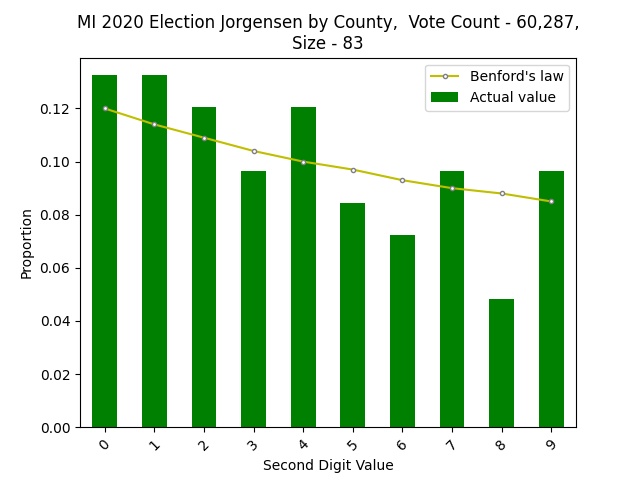 MI 2020 Election Jorgensen by County,  Vote Count - 60,287,
Size - 83
Benford's law
Actual value
Proportion
0.12
0.10
0.08
0.06
0.04
0.02
0.00
0 1 2 3 4 5 6 7 8 9
Second Digit Value